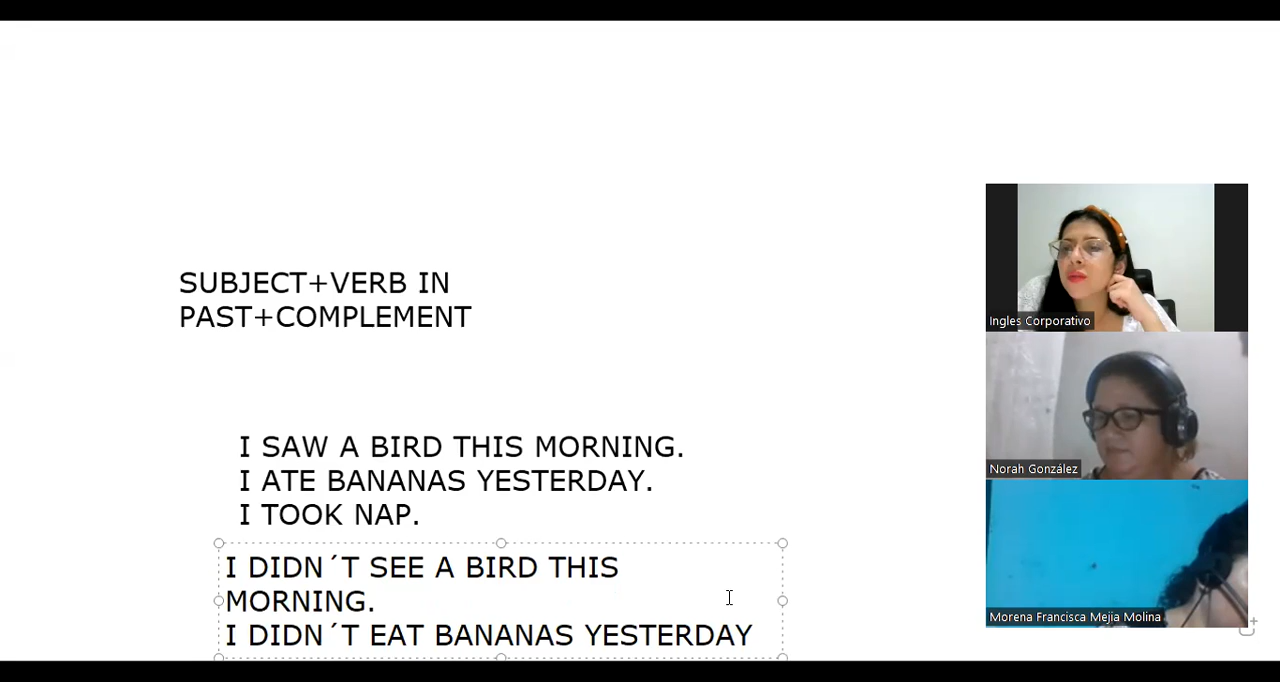 SUBJECT+VERB IN
PAST+COMPLEMENT
I SAW A BIRD THIS MORNING.
I ATE BANANAS YESTERDAY.
I TOOK NAP.
I DIDN´T SEE A BIRD THIS
MORNING.
I DIDN´T EAT BANANAS YESTERDAY
Ingles Corporativo
Norah González
Morena Francisca Mejia Molina